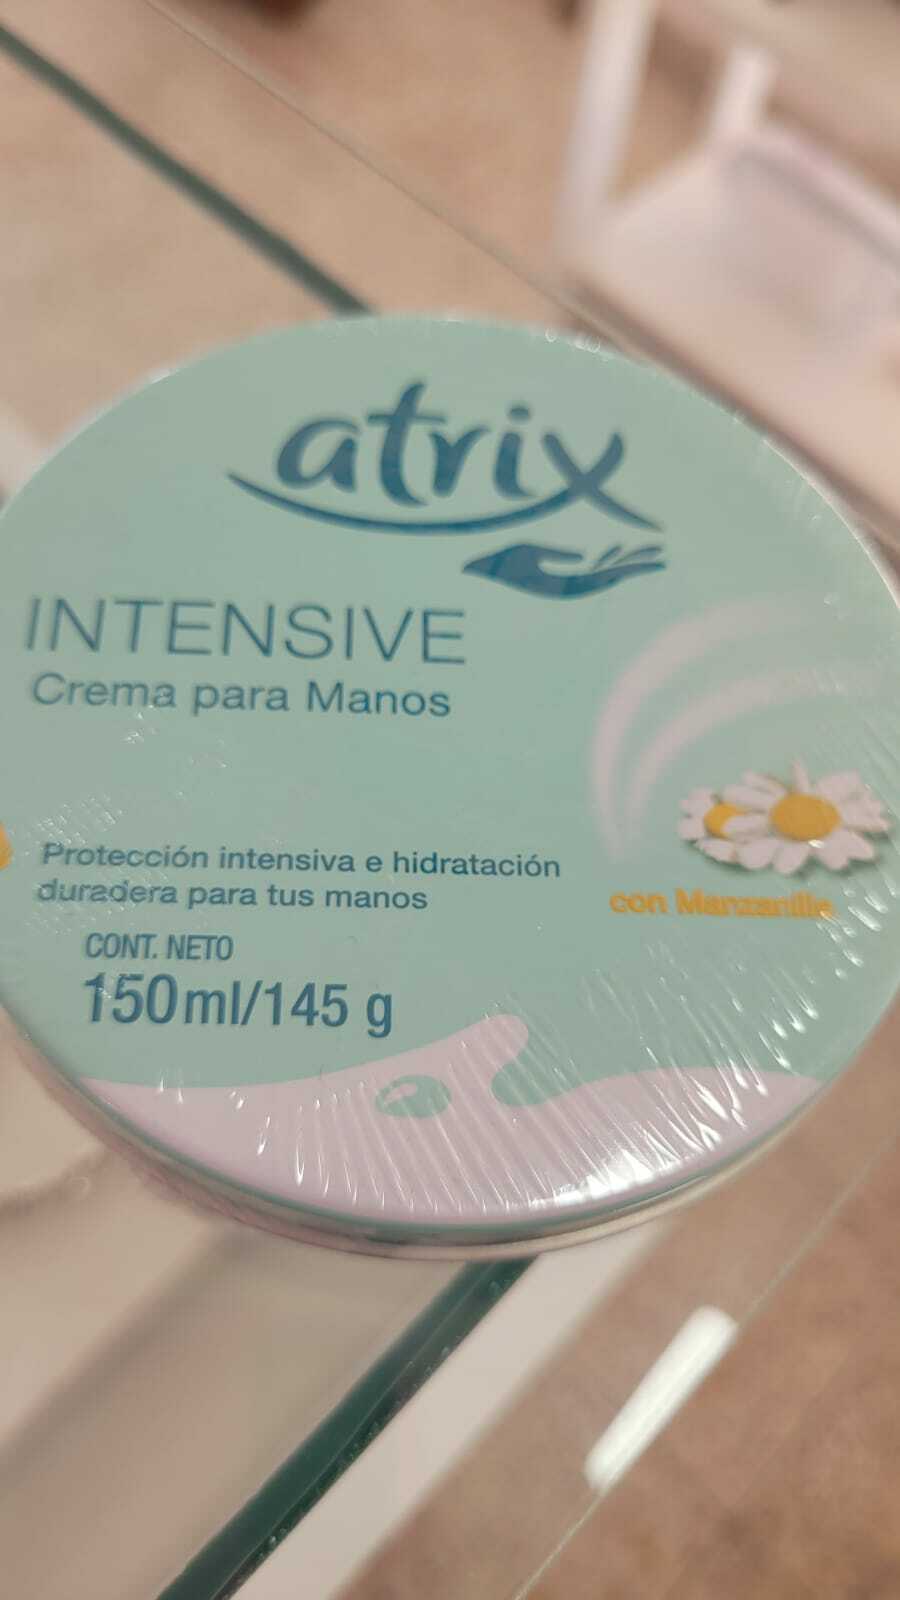 atrix
INTENSIVE
Crema para Manos
Protección intensiva e hidratación
duradera para tus manos
con Manzanilla
CONT. NETO
150ml/145 g